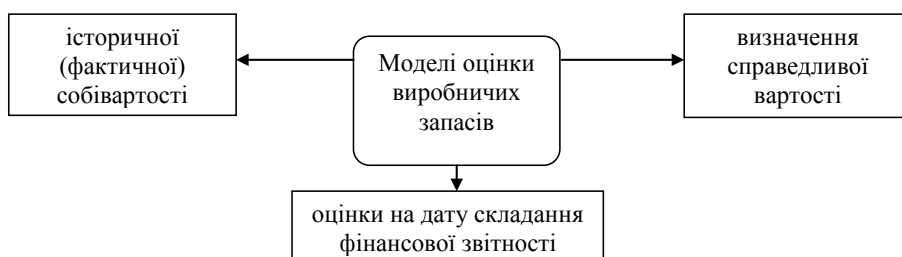 історичної
(фактичної)
собівартості
Моделі оцінки
виробничих
запасів
визначення
справедливої
вартості
оцінки на дату складання
фінансової звітності